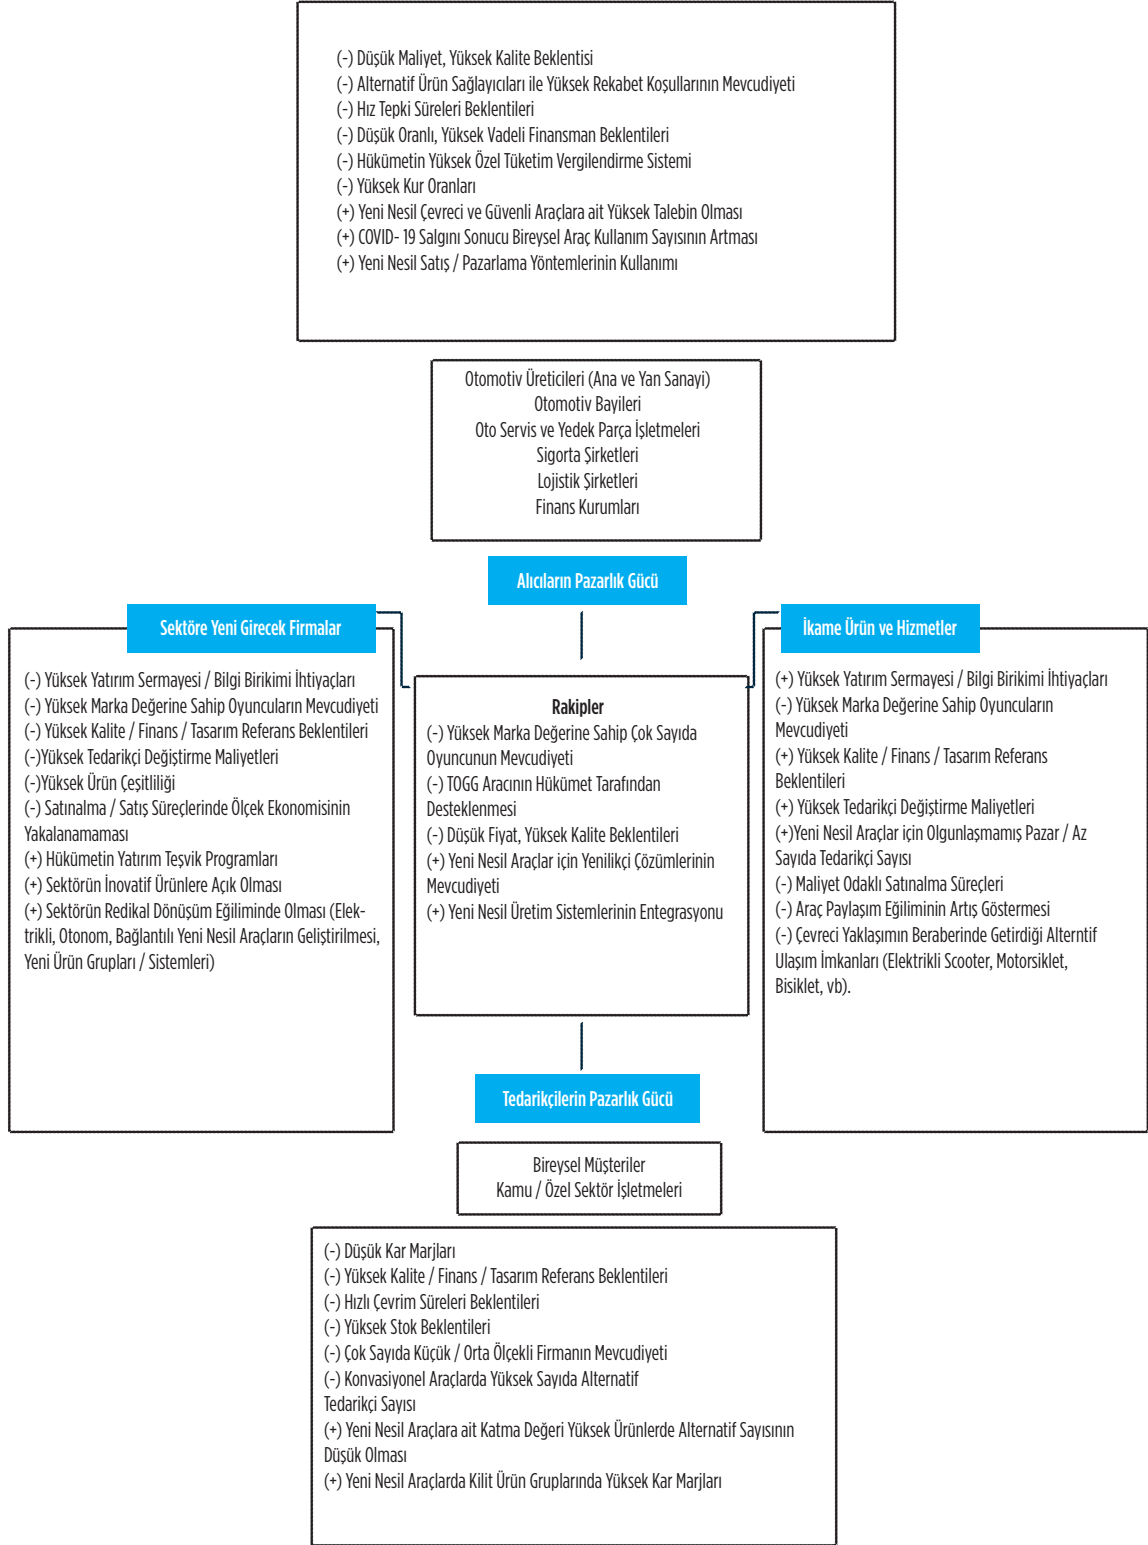 (-) Düşük Maliyet, Yüksek Kalite Beklentisi
(-) Alternatif Ürün Sağlayıcıları ile Yüksek Rekabet Koşullarının Mevcudiyeti
(-) Hız Tepki Süreleri Beklentileri
(-) Düşük Oranlı, Yüksek Vadeli Finansman Beklentileri
(-) Hükümetin Yüksek Özel Tüketim Vergilendirme Sistemi
(-) Yüksek Kur Oranları
(+) Yeni Nesil Çevreci ve Güvenli Araçlara ait Yüksek Talebin Olması
(+) COVID- 19 Salgını Sonucu Bireysel Araç Kullanım Sayısının Artması
(+) Yeni Nesil Satış / Pazarlama Yöntemlerinin Kullanımı
Otomotiv Üreticileri (Ana ve Yan Sanayi)
Otomotiv Bayileri
Oto Servis ve Yedek Parça İşletmeleri
Sigorta Şirketleri
Lojistik Şirketleri
Finans Kurumları
Alıcıların Pazarlık Gücü
Sektöre Yeni Girecek Firmalar
(-) Yüksek Yatırım Sermayesi / Bilgi Birikimi İhtiyaçları
(-) Yüksek Marka Değerine Sahip Oyuncuların Mevcudiyeti
(-) Yüksek Kalite / Finans / Tasarım Referans Beklentileri
(-)Yüksek Tedarikçi Değiştirme Maliyetleri
(-)Yüksek Ürün Çeşitliliği
(-) Satınalma / Satış Süreçlerinde Ölçek Ekonomisinin
Yakalanamaması
(+) Hükümetin Yatırım Teşvik Programları
(+) Sektörün İnovatif Ürünlere Açık Olması
(+) Sektörün Redikal Dönüşüm Eğiliminde Olması (Elek-
trikli, Otonom, Bağlantılı Yeni Nesil Araçların Geliştirilmesi,
Yeni Ürün Grupları / Sistemleri)
Rakipler
(-) Yüksek Marka Değerine Sahip Çok Sayıda
Oyuncunun Mevcudiyeti
(-) TOGG Aracının Hükümet Tarafından
Desteklenmesi
(-) Düşük Fiyat, Yüksek Kalite Beklentileri
(+) Yeni Nesil Araçlar için Yenilikçi Çözümlerinin
Mevcudiyeti
(+) Yeni Nesil Üretim Sistemlerinin Entegrasyonu
İkame Ürün ve Hizmetler
(+) Yüksek Yatırım Sermayesi / Bilgi Birikimi İhtiyaçları
(-) Yüksek Marka Değerine Sahip Oyuncuların
Mevcudiyeti
(+) Yüksek Kalite / Finans / Tasarım Referans
Beklentileri
(+) Yüksek Tedarikçi Değiştirme Maliyetleri
(+)Yeni Nesil Araçlar için Olgunlaşmamış Pazar / Az
Sayıda Tedarikçi Sayısı
(-) Maliyet Odaklı Satınalma Süreçleri
(-) Araç Paylaşım Eğiliminin Artış Göstermesi
(-) Çevreci Yaklaşımın Beraberinde Getirdiği Alterntif
Ulaşım İmkanları (Elektrikli Scooter, Motorsiklet,
Bisiklet, vb).
Tedarikçilerin Pazarlık Gücü
Bireysel Müşteriler
Kamu / Özel Sektör İşletmeleri
(-) Düşük Kar Marjları
(-) Yüksek Kalite / Finans / Tasarım Referans Beklentileri
(-) Hızlı Çevrim Süreleri Beklentileri
(-) Yüksek Stok Beklentileri
(-) Çok Sayıda Küçük / Orta Ölçekli Firmanın Mevcudiyeti
(-) Konvasiyonel Araçlarda Yüksek Sayıda Alternatif
Tedarikçi Sayısı
(+) Yeni Nesil Araçlara ait Katma Değeri Yüksek Ürünlerde Alternatif Sayısının
Düşük Olması
(+) Yeni Nesil Araçlarda Kilit Ürün Gruplarında Yüksek Kar Marjları